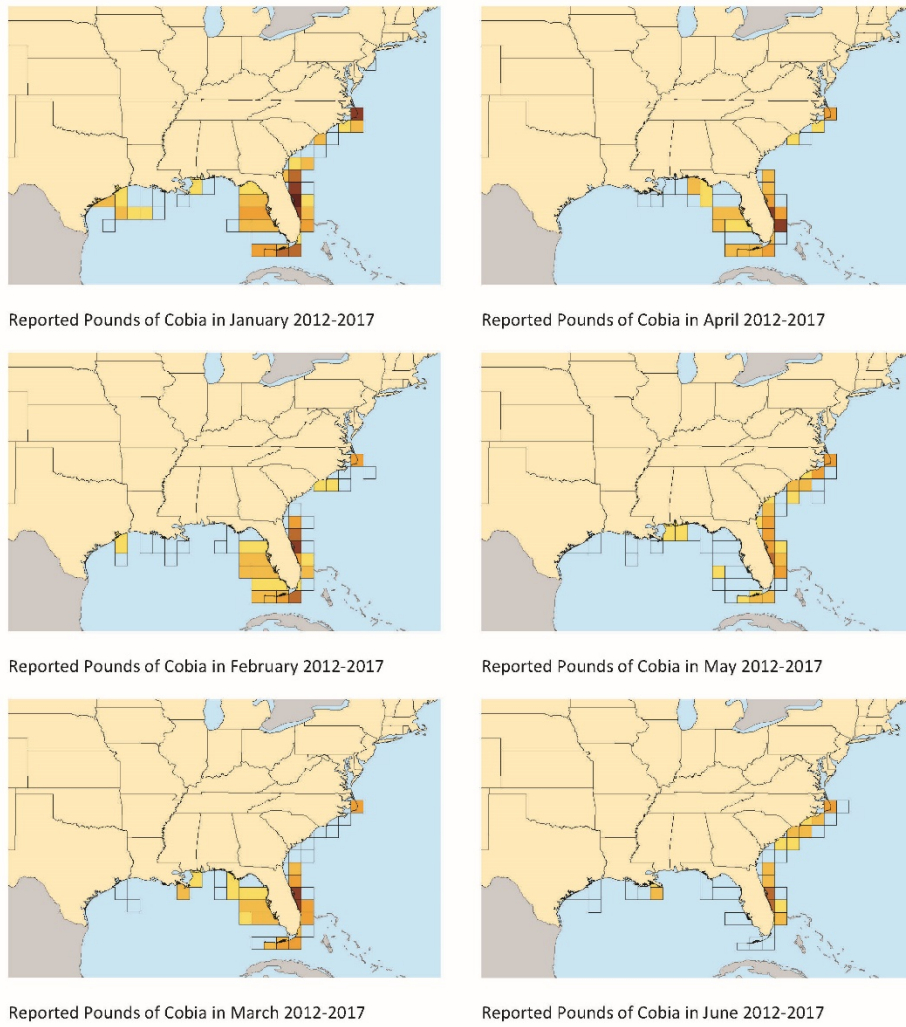 Reported Pounds of Cobia in January 2012-2017
Reported Pounds of Cobia in April 2012-2017
Reported Pounds of Cobia in February 2012-2017
Reported Pounds of Cobia in May 2012-2017
Reported Pounds of Cobia in March 2012-2017
Reported Pounds of Cobia in June 2012-2017